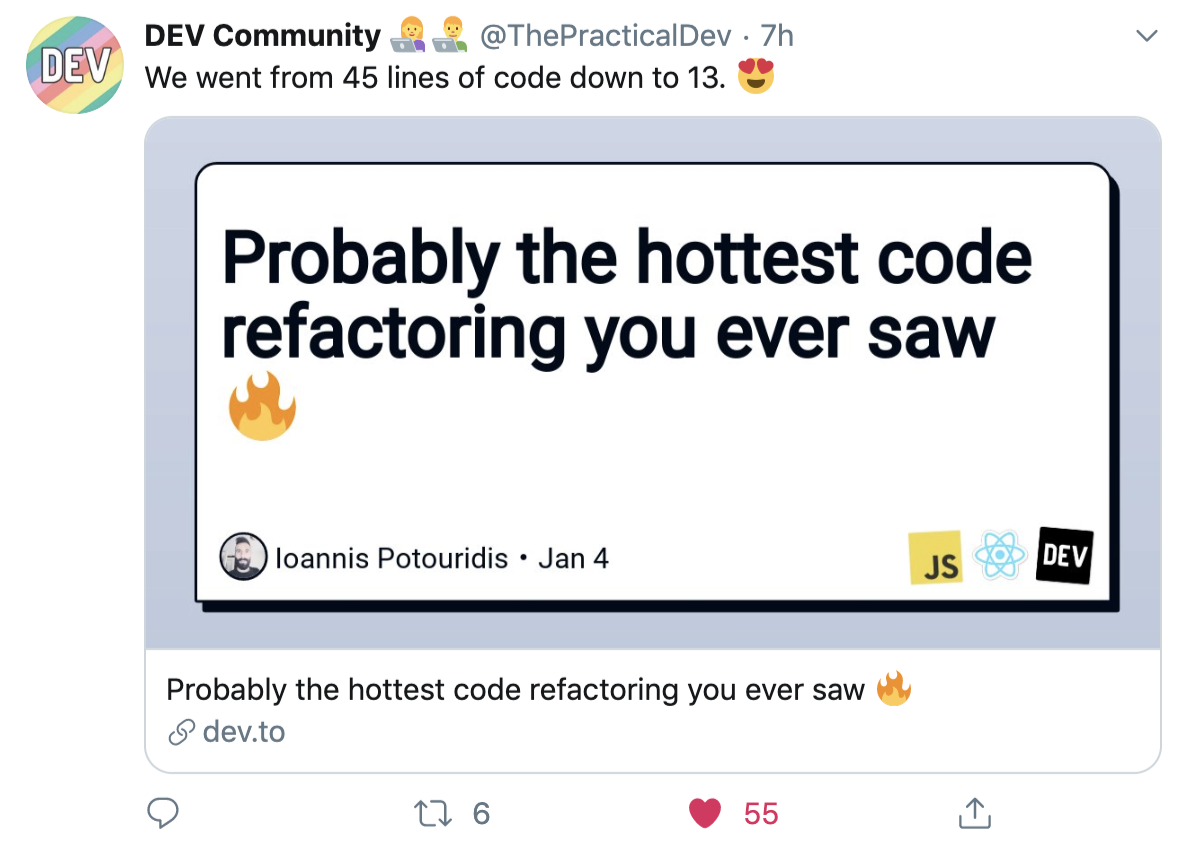 DEV
DEV Community 👩‍💻👨‍💻 @ThePracticalDev · 7h
We went from 45 lines of code down to 13. 😍
Probably the hottest code
refactoring you ever saw
🔥
Ioannis Potouridis • Jan 4
JS
DEV
Probably the hottest code refactoring you ever saw 🔥
dev.to
6
55